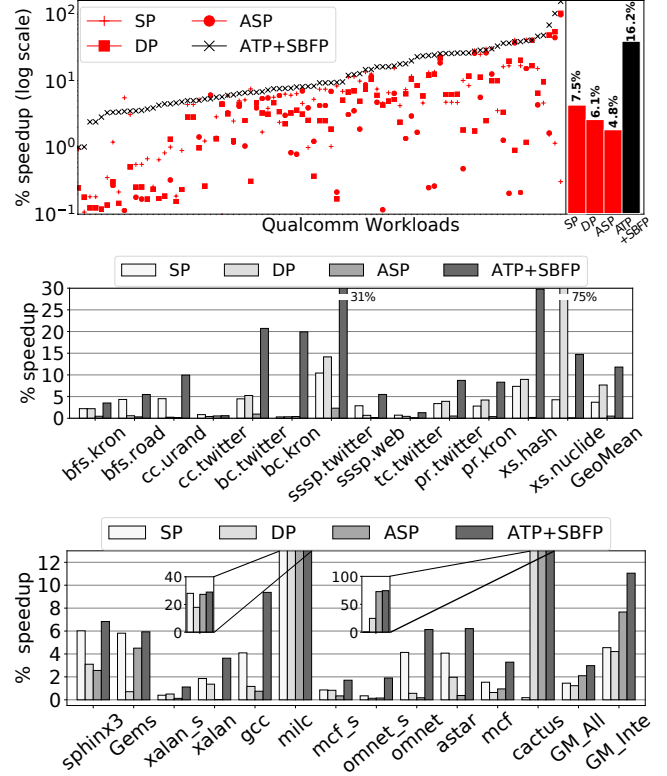 SP ASP
DP ATP+SBFP
% speedup (log scale)
10²
10¹
10⁰
10⁻¹
Qualcomm Workloads
7.5%
6.1%
4.8%
16.2%
SP
DP
ASP
ATP
+SBFP
SP DP ASP ATP+SBFP
% speedup
30
25
20
15
10
5
0
31%
75%
bfs.kron
bfs.road
cc.urand
cc.twitter
bc.twitter
bc.kron
sssp.twitter
sssp.web
tc.twitter
pr.twitter
pr.kron
xs.hash
xs.nuclide
GeoMean
SP DP ASP ATP+SBFP
% speedup
12
10
8
6
4
2
0
40
20
0
100
50
0
sphinx3
Gems
xalan_s
xalan
gcc
milc
mcf_s
omnet_s
omnet
astar
mcf
cactus
GM_All
GM_Inte